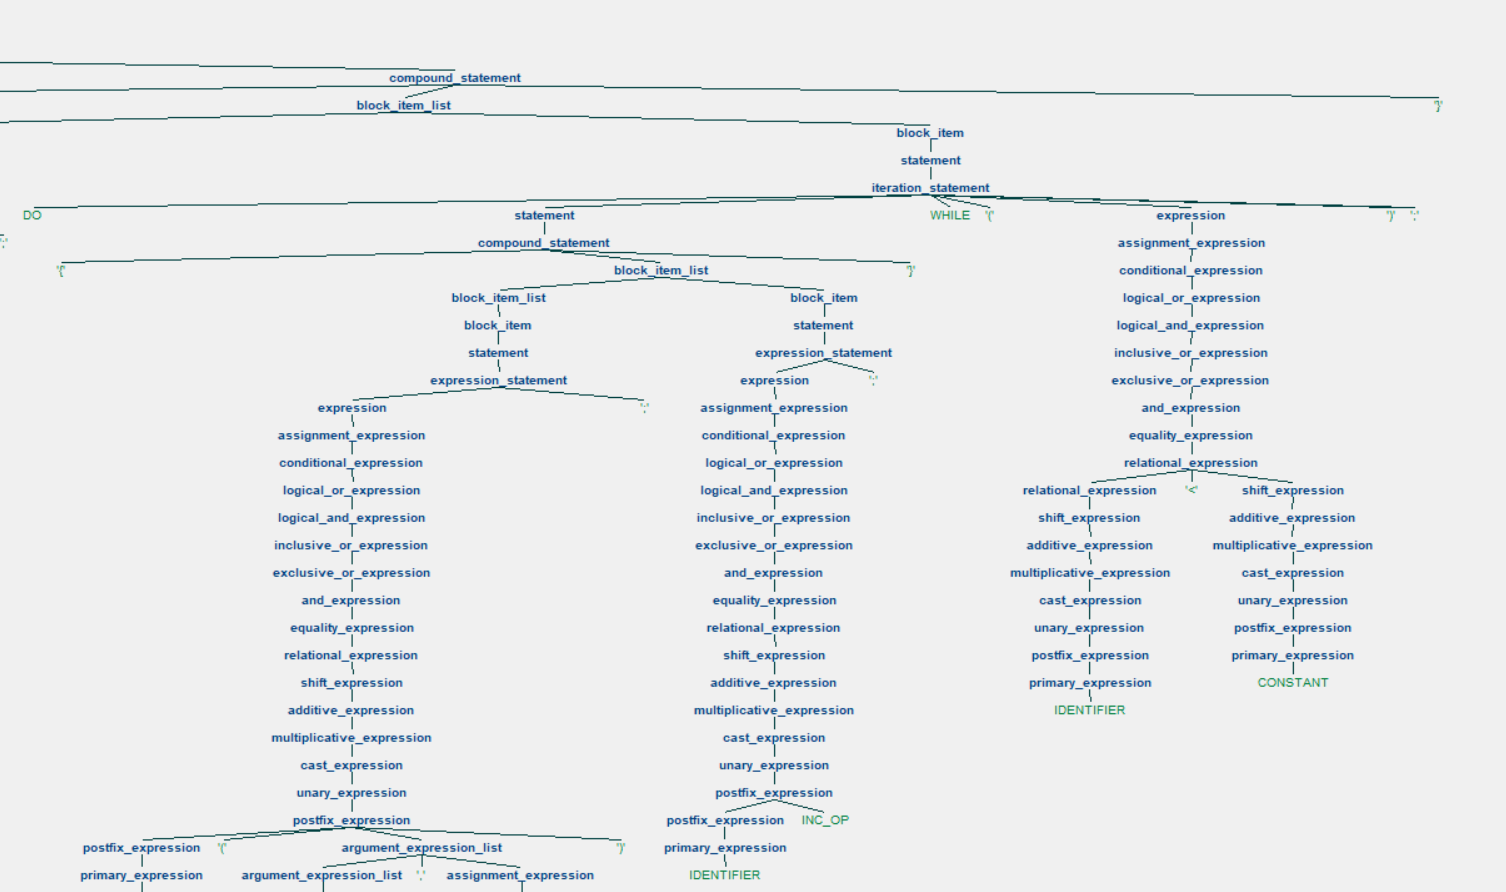 compound_statement
block_item_list '}'
block_item
statement
iteration_statement
DO statement WHILE '(' expression ')' ';'
';' compound_statement assignment_expression
'{' block_item_list '}' conditional_expression
block_item_list block_item logical_or_expression
block_item statement logical_and_expression
statement expression_statement inclusive_or_expression
expression_statement expression ';' exclusive_or_expression
expression ';' assignment_expression and_expression
assignment_expression conditional_expression equality_expression
conditional_expression logical_or_expression relational_expression
logical_or_expression logical_and_expression relational_expression '<' shift_expression
logical_and_expression inclusive_or_expression shift_expression additive_expression
inclusive_or_expression exclusive_or_expression additive_expression multiplicative_expression
exclusive_or_expression and_expression multiplicative_expression cast_expression
and_expression equality_expression cast_expression unary_expression
equality_expression relational_expression unary_expression postfix_expression
relational_expression shift_expression postfix_expression primary_expression
shift_expression additive_expression primary_expression CONSTANT
additive_expression multiplicative_expression IDENTIFIER
multiplicative_expression cast_expression
cast_expression unary_expression
unary_expression postfix_expression
postfix_expression postfix_expression INC_OP
postfix_expression '(' argument_expression_list ')' primary_expression
primary_expression argument_expression_list ',' assignment_expression IDENTIFIER